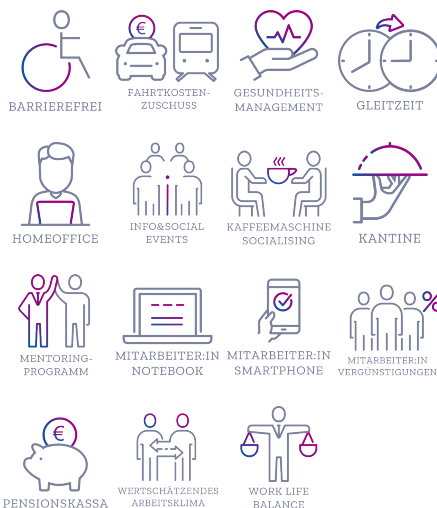 €
BARRIEREFREI
FAHRTKOSTEN-
ZUSCHUSS
GESUNDHEITS-
MANAGEMENT
GLEITZEIT
HOMEOFFICE
INFO&SOCIAL
EVENTS
KAFFEEMASCHINE
SOCIALISING
KANTINE
%
MENTORING-
PROGRAMM
MITARBEITER:IN
NOTEBOOK
MITARBEITER:IN
SMARTPHONE
MITARBEITER:IN
VERGÜNSTIGUNGEN
€
PENSIONSKASSA
WERTSCHÄTZENDES
ARBEITSKLIMA
WORK LIFE
BALANCE